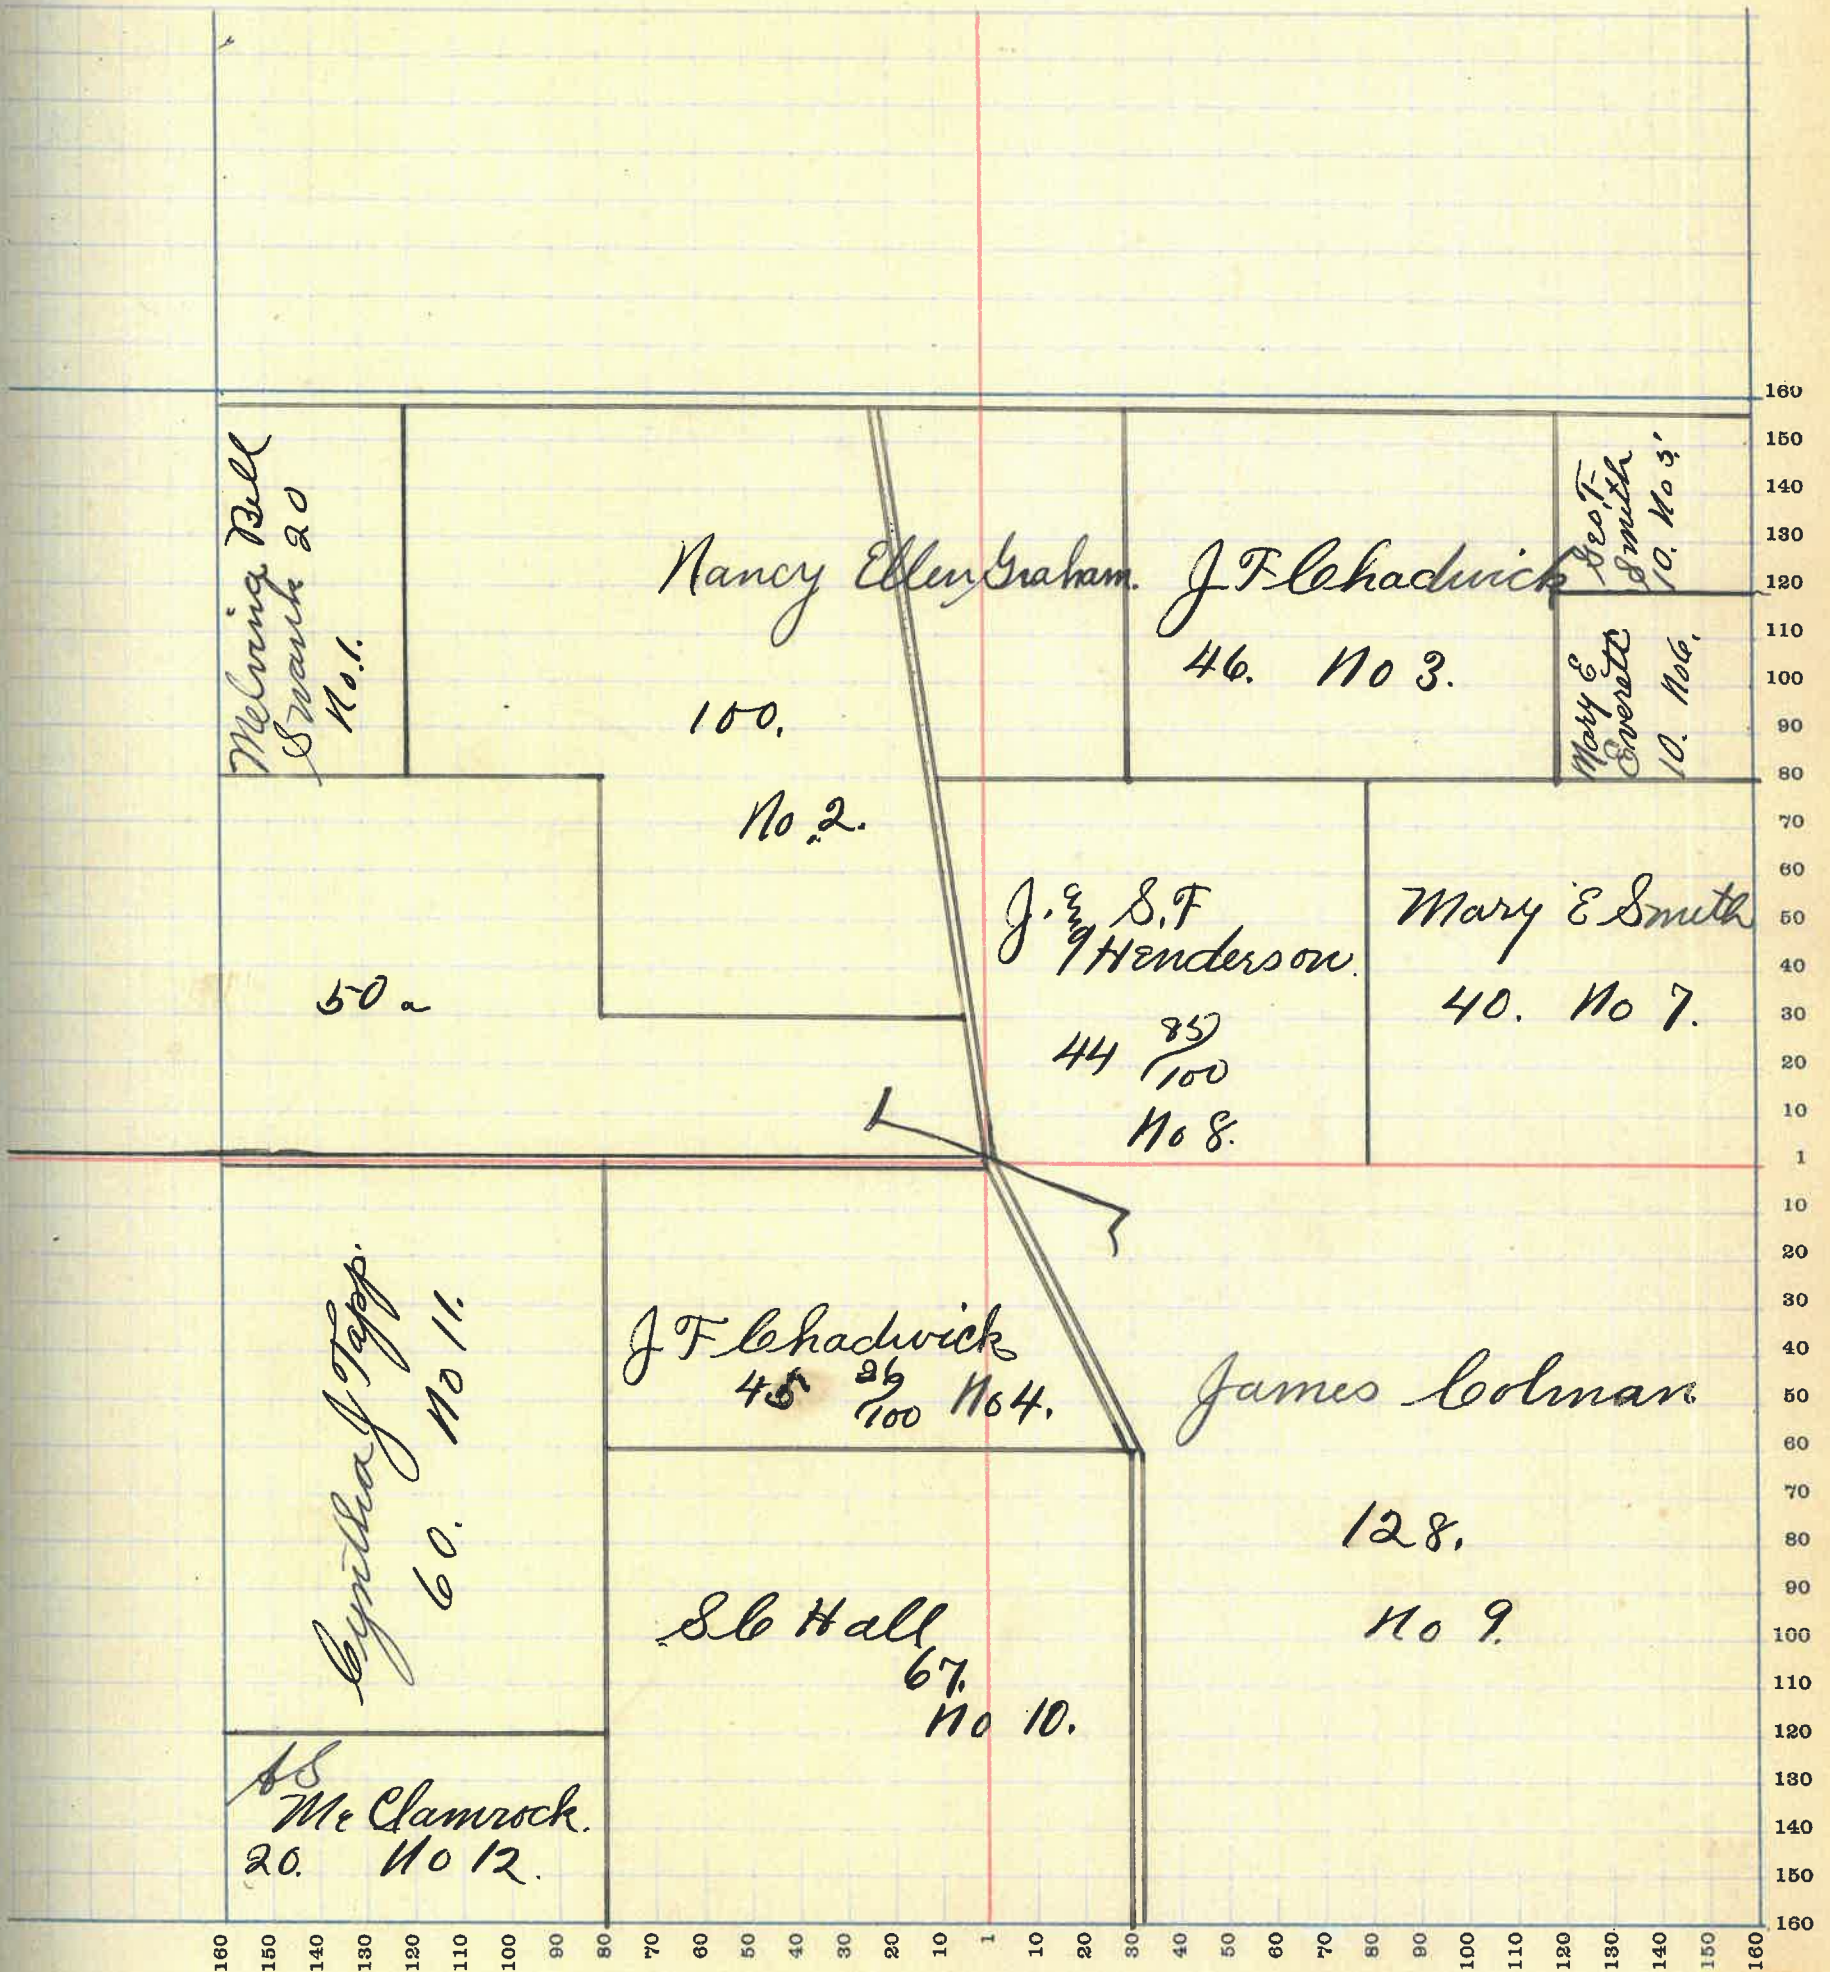 Melvina Bell
Swank 20
No. 1.
Nancy Ellen Graham.
100.
No. 2.
J F Chadwick
46. No 3.
Geo. T.
Smith
10. No 5.
Mary E
Everett
10. No 6.
50 a
J. & S. F
Henderson.
44 85/100
No 8.
Mary E Smith
40. No 7.
Cynthia J Tapp.
60. No 11.
J F Chadwick
45 26/100 No 4.
James Colman
128.
No 9.
S C Hall
67.
No 10.
A S
Mc Clamrock.
20. No 12.
160
150
140
130
120
110
100
90
80
70
60
50
40
30
20
10
1
10
20
30
40
50
60
70
80
90
100
110
120
130
140
150
160
160 150 140 130 120 110 100 90 80 70 60 50 40 30 20 10 1 10 20 30 40 50 60 70 80 90 100 110 120 130 140 150 160